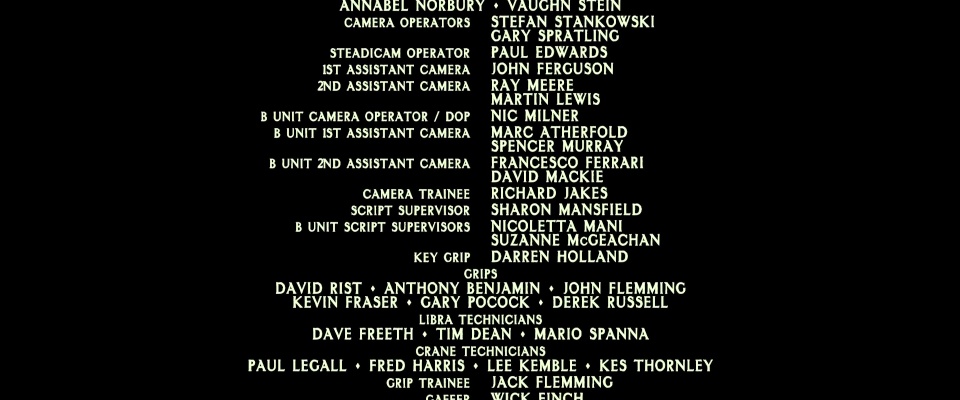 ANNABEL NORBURY • VAUGHN STEIN
CAMERA OPERATORS STEFAN STANKOWSKI
GARY SPRATLING
STEADICAM OPERATOR PAUL EDWARDS
1ST ASSISTANT CAMERA JOHN FERGUSON
2ND ASSISTANT CAMERA RAY MEERE
MARTIN LEWIS
B UNIT CAMERA OPERATOR / DOP NIC MILNER
B UNIT 1ST ASSISTANT CAMERA MARC ATHERFOLD
SPENCER MURRAY
B UNIT 2ND ASSISTANT CAMERA FRANCESCO FERRARI
DAVID MACKIE
CAMERA TRAINEE RICHARD JAKES
SCRIPT SUPERVISOR SHARON MANSFIELD
B UNIT SCRIPT SUPERVISORS NICOLETTA MANI
SUZANNE McGEACHAN
KEY GRIP DARREN HOLLAND
GRIPS
DAVID RIST • ANTHONY BENJAMIN • JOHN FLEMMING
KEVIN FRASER • GARY POCOCK • DEREK RUSSELL
LIBRA TECHNICIANS
DAVE FREETH • TIM DEAN • MARIO SPANNA
CRANE TECHNICIANS
PAUL LEGALL • FRED HARRIS • LEE KEMBLE • KES THORNLEY
GRIP TRAINEE JACK FLEMMING
GAFFER WICK FINCH